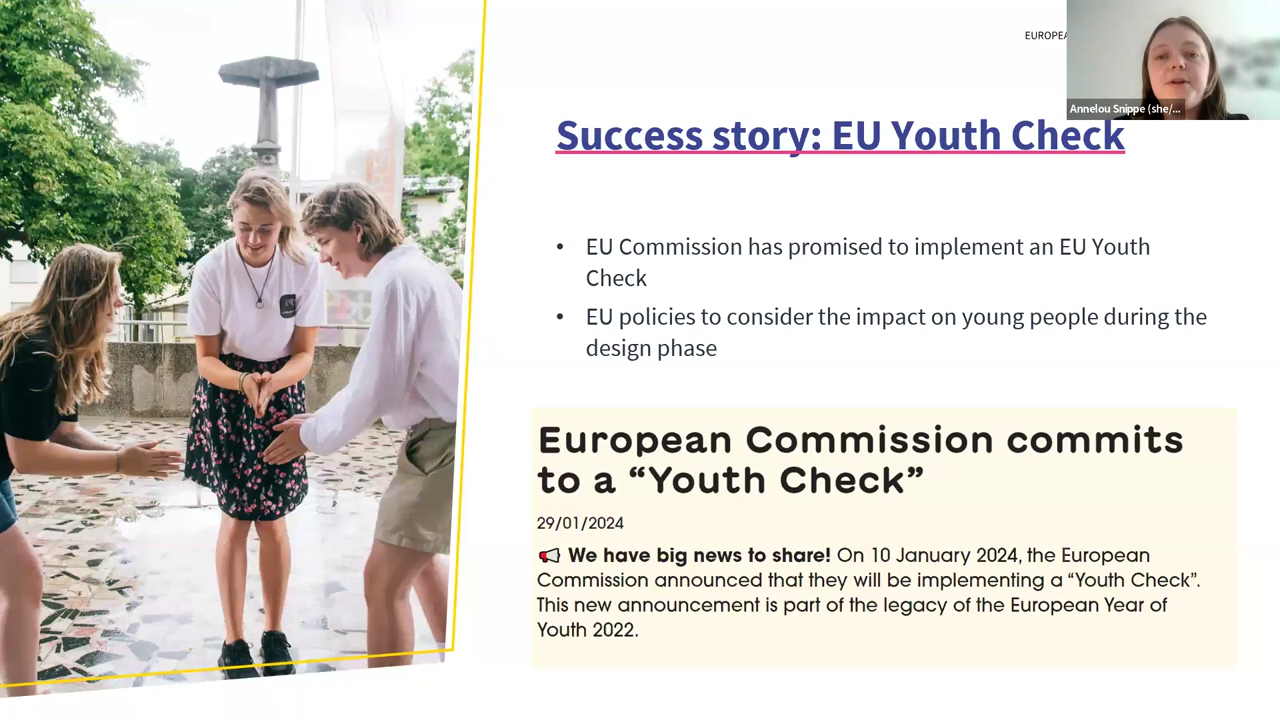 EUROPEA
Annelou Snippe (she/...
Success story: EU Youth Check
• EU Commission has promised to implement an EU Youth
Check
• EU policies to consider the impact on young people during the
design phase
European Commission commits
to a “Youth Check”
29/01/2024
We have big news to share! On 10 January 2024, the European
Commission announced that they will be implementing a “Youth Check”.
This new announcement is part of the legacy of the European Year of
Youth 2022.